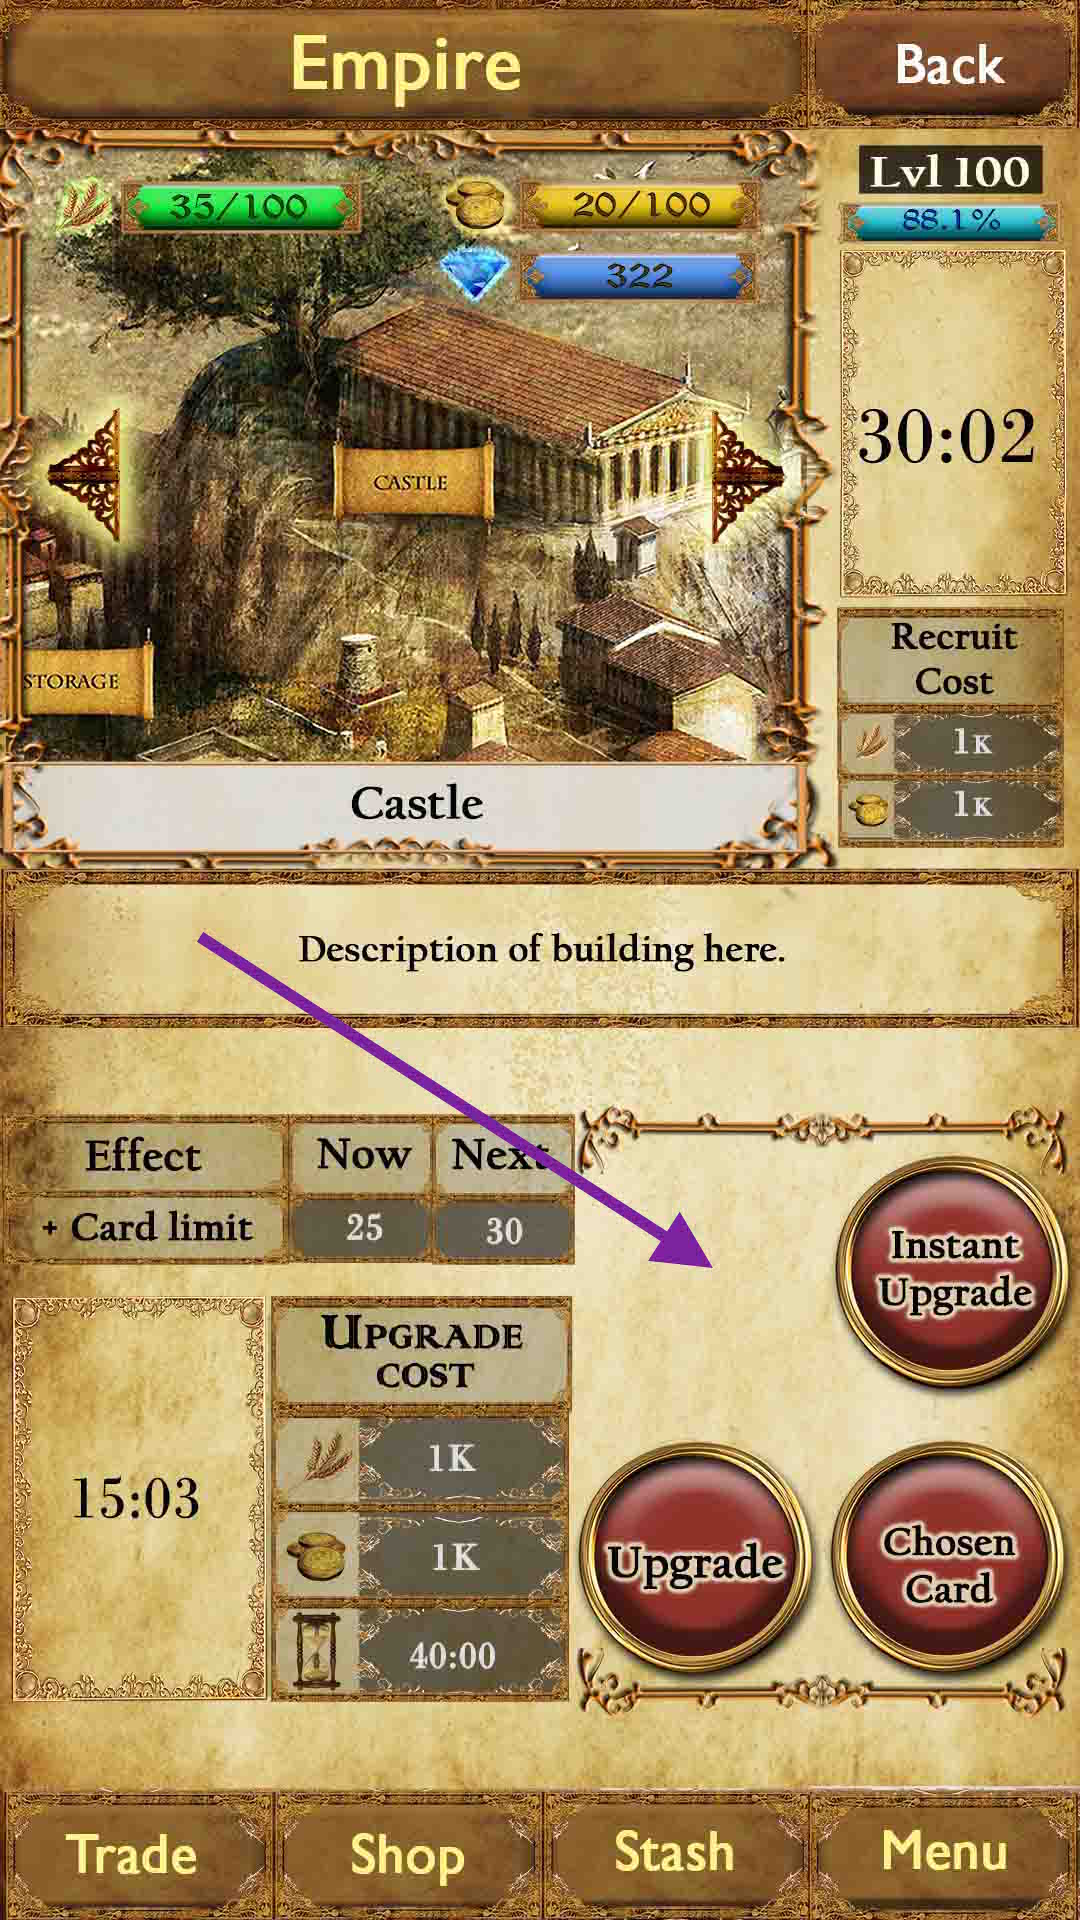 Empire
Back
35/100
20/100
322
Lvl 100
88.1%
30:02
CASTLE
STORAGE
Recruit
Cost
1K
1K
Castle
Description of building here.
Effect
Now
Next
+ Card limit
25
30
Instant
Upgrade
UPGRADE
COST
1K
1K
40:00
15:03
Upgrade
Chosen
Card
Trade
Shop
Stash
Menu